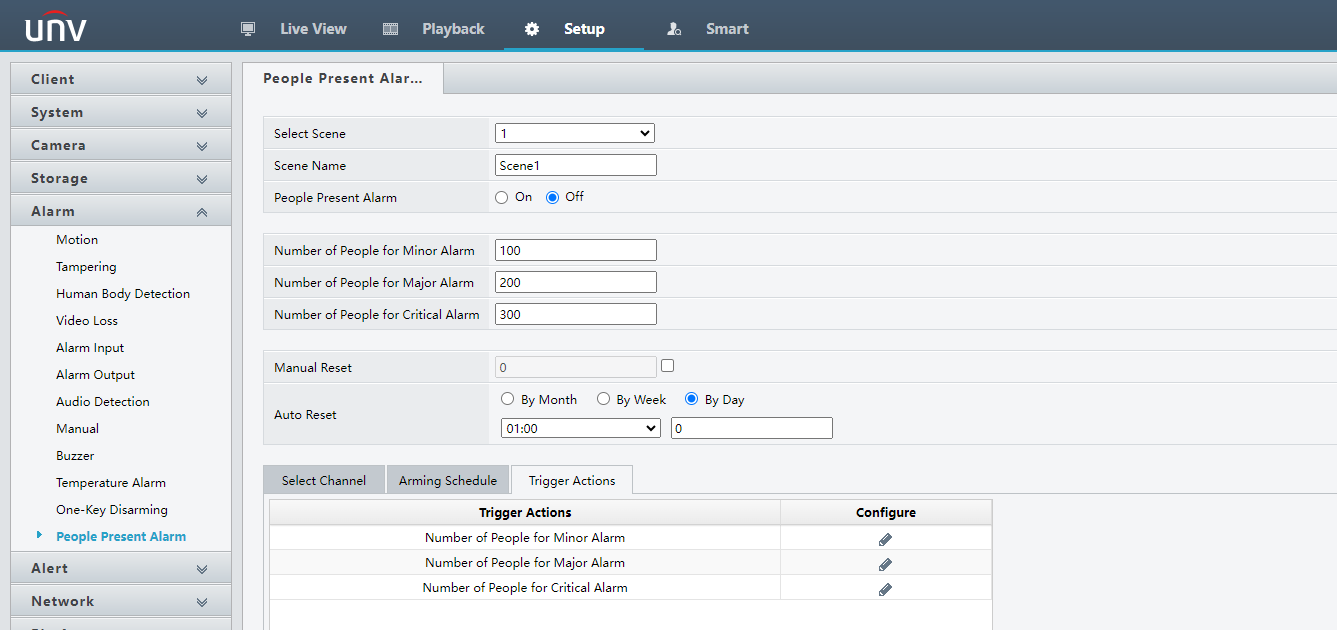 unv
Live View
Playback
Setup
Smart
Client
System
Camera
Storage
Alarm
Motion
Tampering
Human Body Detection
Video Loss
Alarm Input
Alarm Output
Audio Detection
Manual
Buzzer
Temperature Alarm
One-Key Disarming
People Present Alarm
Alert
Network
People Present Alar...
Select Scene 1
Scene Name Scene1
People Present Alarm On Off
Number of People for Minor Alarm 100
Number of People for Major Alarm 200
Number of People for Critical Alarm 300
Manual Reset 0
Auto Reset By Month By Week By Day
01:00 0
Select Channel Arming Schedule Trigger Actions
Trigger Actions Configure
Number of People for Minor Alarm
Number of People for Major Alarm
Number of People for Critical Alarm